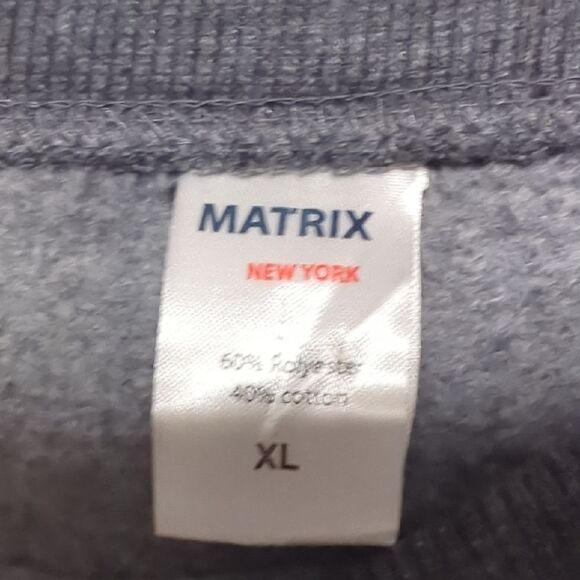 MATRIX
NEW YORK
60% Polyester
40% cotton
XL